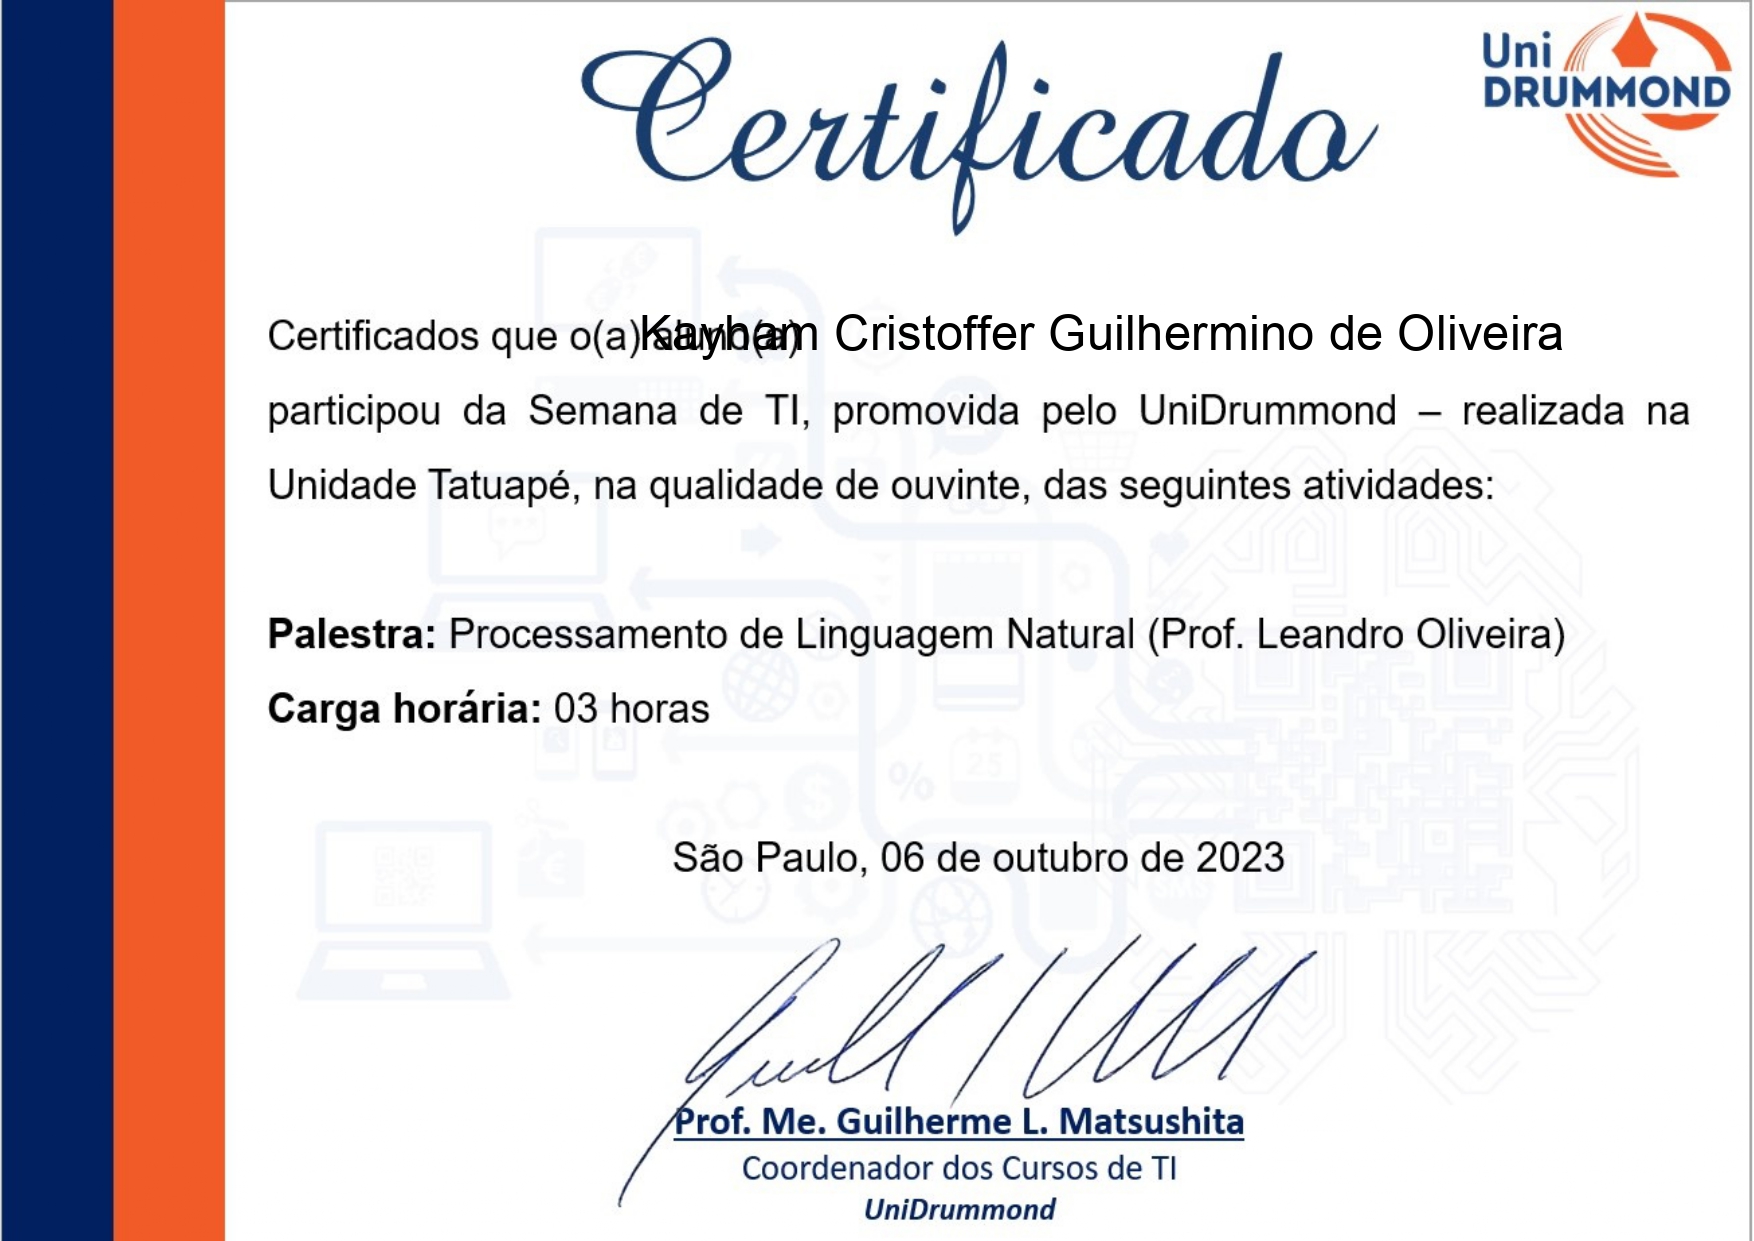 Certificado
Uni
DRUMMOND
Certificados que o(a) aluno(a) Kayham Cristoffer Guilhermino de Oliveira
participou da Semana de TI, promovida pelo UniDrummond – realizada na
Unidade Tatuapé, na qualidade de ouvinte, das seguintes atividades:
Palestra: Processamento de Linguagem Natural (Prof. Leandro Oliveira)
Carga horária: 03 horas
%
25
São Paulo, 06 de outubro de 2023
SMS
Prof. Me. Guilherme L. Matsushita
Coordenador dos Cursos de TI
UniDrummond